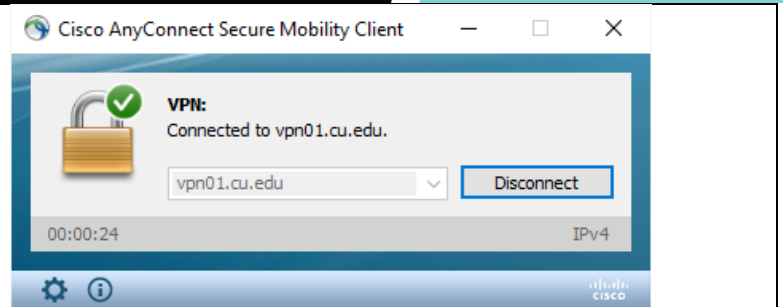 Cisco AnyConnect Secure Mobility Client
VPN:
Connected to vpn01.cu.edu.
vpn01.cu.edu
Disconnect
00:00:24
IPv4
cisco